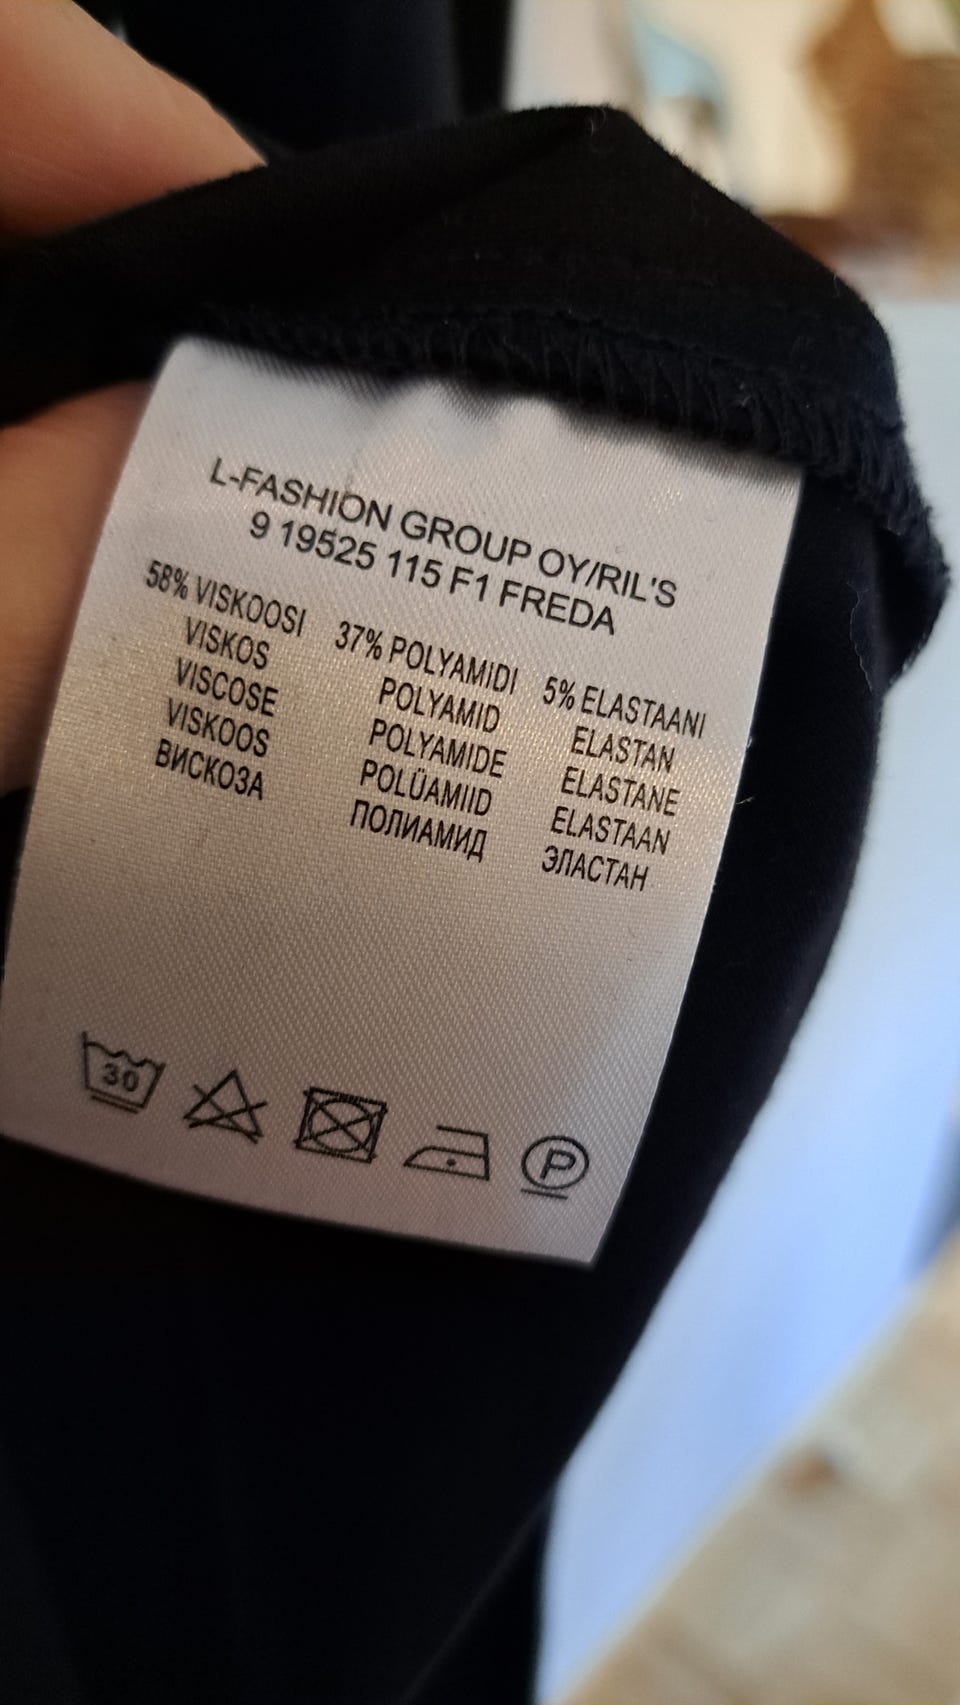 L-FASHION GROUP OY/RIL'S
9 19525 115 F1 FREDA
58% VISKOOSI 37% POLYAMIDI 5% ELASTAANI
VISKOS POLYAMID ELASTAN
VISCOSE POLYAMIDE ELASTANE
VISKOOS POLÜAMIID ELASTAAN
ВИСКОЗА ПОЛИАМИД ЭЛАСТАН
30 P